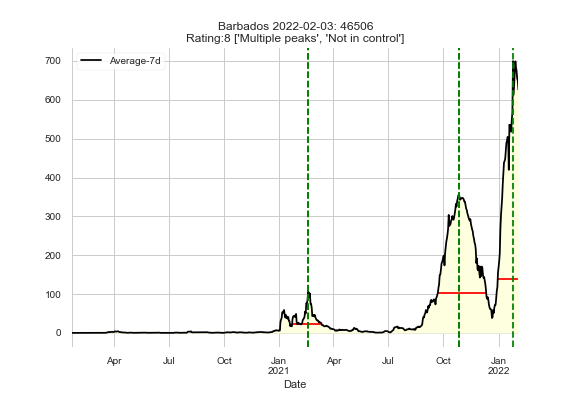 Barbados 2022-02-03: 46506
Rating:8 ['Multiple peaks', 'Not in control']
Average-7d
700
600
500
400
300
200
100
0
Apr Jul Oct Jan Apr Jul Oct Jan
2021 2022
Date